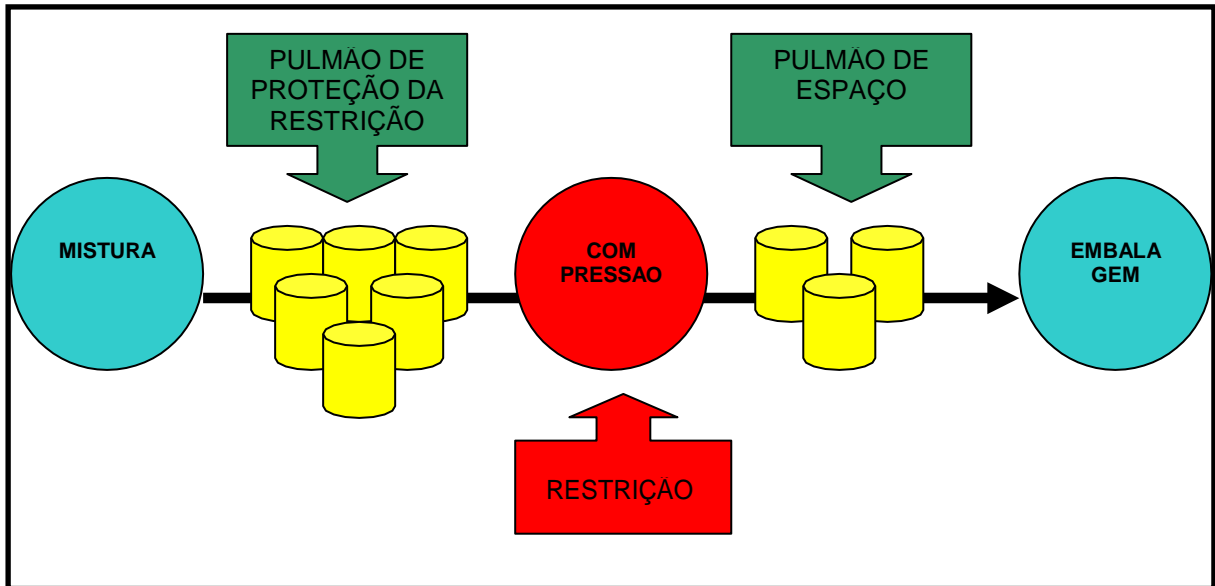 PULMÃO DE
PROTEÇÃO DA
RESTRIÇÃO
PULMÃO DE
ESPAÇO
MISTURA
COM
PRESSAO
EMBALA
GEM
RESTRIÇAO